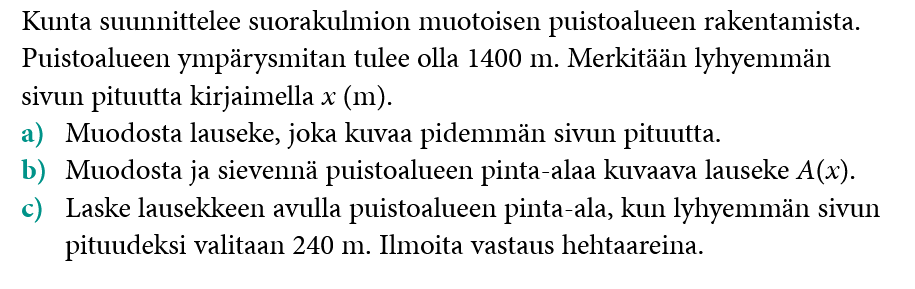 Kunta suunnittelee suorakulmion muotoisen puistoalueen rakentamista.
Puistoalueen ympärysmitan tulee olla 1400 m. Merkitään lyhyemmän
sivun pituutta kirjaimella x (m).
a) Muodosta lauseke, joka kuvaa pidemmän sivun pituutta.
b) Muodosta ja sievennä puistoalueen pinta-alaa kuvaava lauseke A(x).
c) Laske lausekkeen avulla puistoalueen pinta-ala, kun lyhyemmän sivun
pituudeksi valitaan 240 m. Ilmoita vastaus hehtaareina.